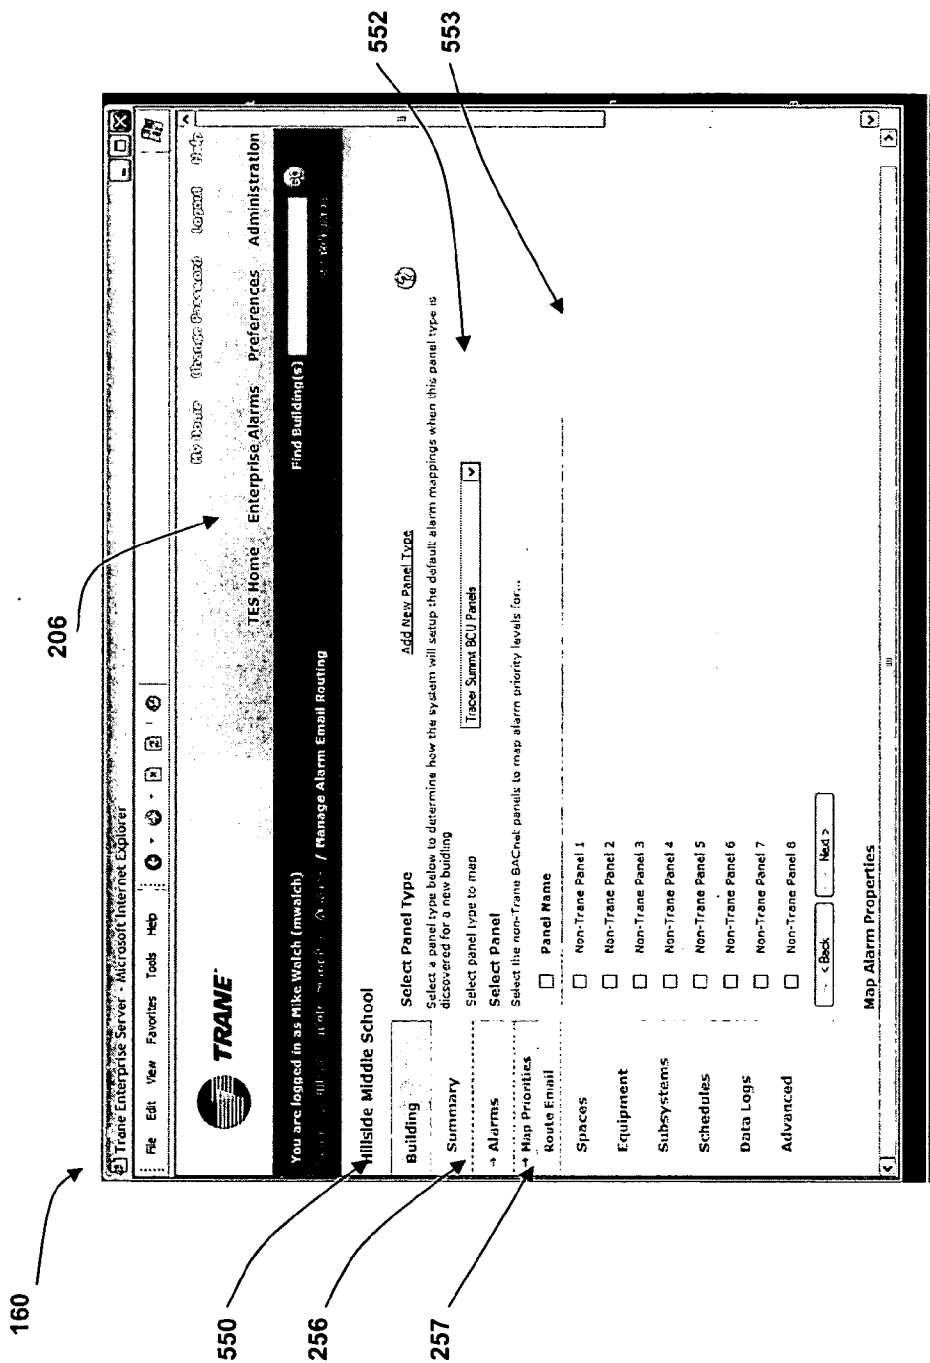 160
206
552
553
550
256
257
Trane Enterprise Server - Microsoft Internet Explorer
File Edit View Favorites Tools Help
TRANE
My Home Change Password Logout Help
TES Home Enterprise Alarms Preferences Administration
You are logged in as Mike Walch (mwalch)
Find Building(s)
GO
/ Manage Alarm Email Routing
Hillside Middle School
Building
Summary
→ Alarms
→ Map Priorities
Route Email
Spaces
Equipment
Subsystems
Schedules
Data Logs
Advanced
Select Panel Type
Add New Panel Type
?
Select a panel type below to determine how the system will setup the default alarm mappings when this panel type is
dicsovered for a new buidling
Select panel type to map
Tracer Summit BCU Panels
Select Panel
Select the non-Trane BACnet panels to map alarm priority levels for...
Panel Name
Non-Trane Panel 1
Non-Trane Panel 2
Non-Trane Panel 3
Non-Trane Panel 4
Non-Trane Panel 5
Non-Trane Panel 6
Non-Trane Panel 7
Non-Trane Panel 8
< Back
Next >
Map Alarm Properties